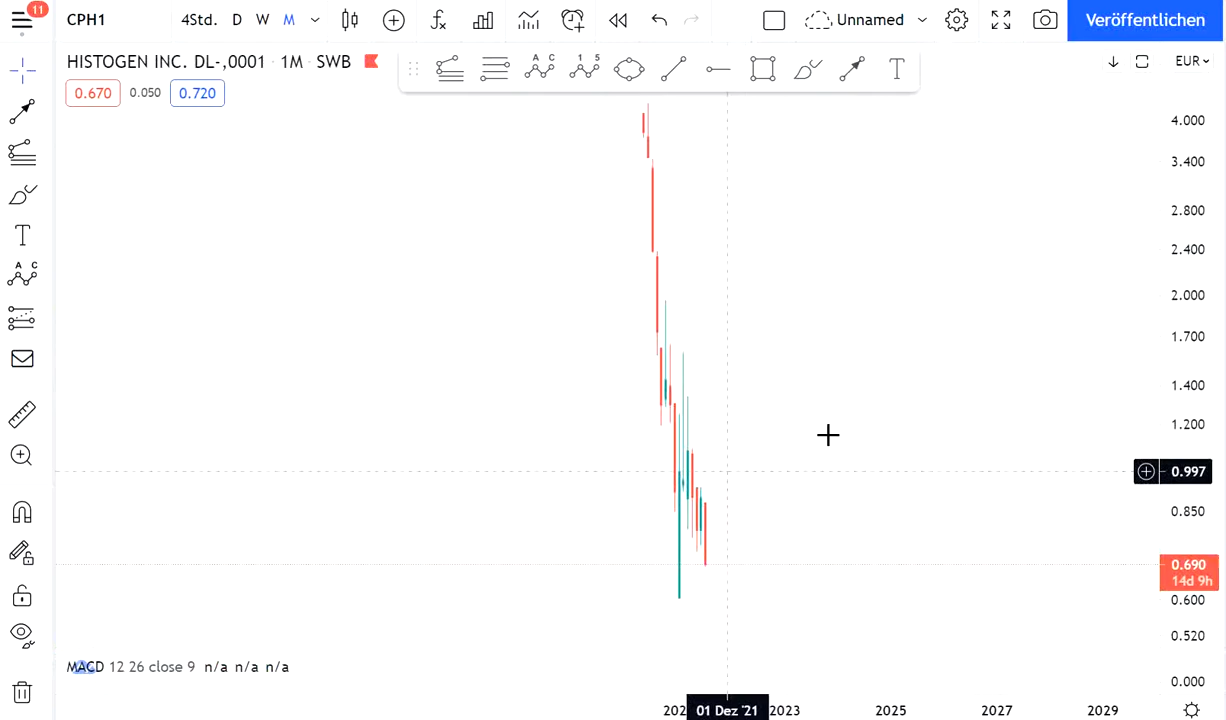 11
CPH1 4Std. D W M Unnamed Veröffentlichen
HISTOGEN INC. DL-,0001 · 1M · SWB
A C 1 5 T
EUR
0.670 0.050 0.720
4.000
3.400
2.800
T
2.400
A C
2.000
1.700
1.400
1.200
0.997
0.850
0.690
14d 9h
0.600
0.520
MACD 12 26 close 9 n/a n/a n/a
0.000
202 01 Dez '21 2023 2025 2027 2029